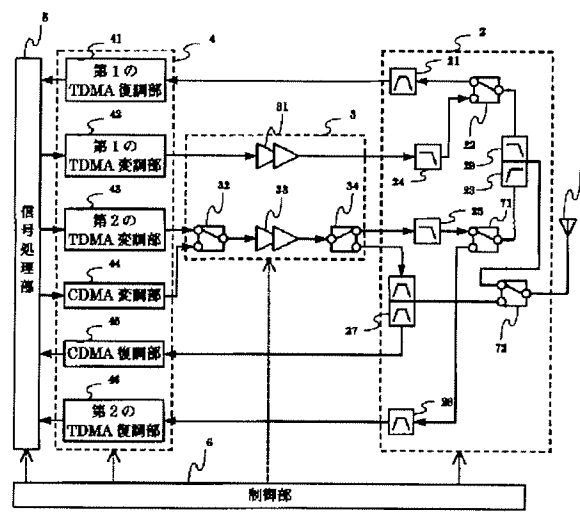 5
41
4
2
第1の
TDMA 復調部
21
42
31
3
22
第1の
TDMA 変調部
29
24
23
43
32
33
34
1
第2の
TDMA 変調部
25
71
信号処理部
44
CDMA 変調部
45
27
72
CDMA 復調部
46
26
第2の
TDMA 復調部
6
制御部